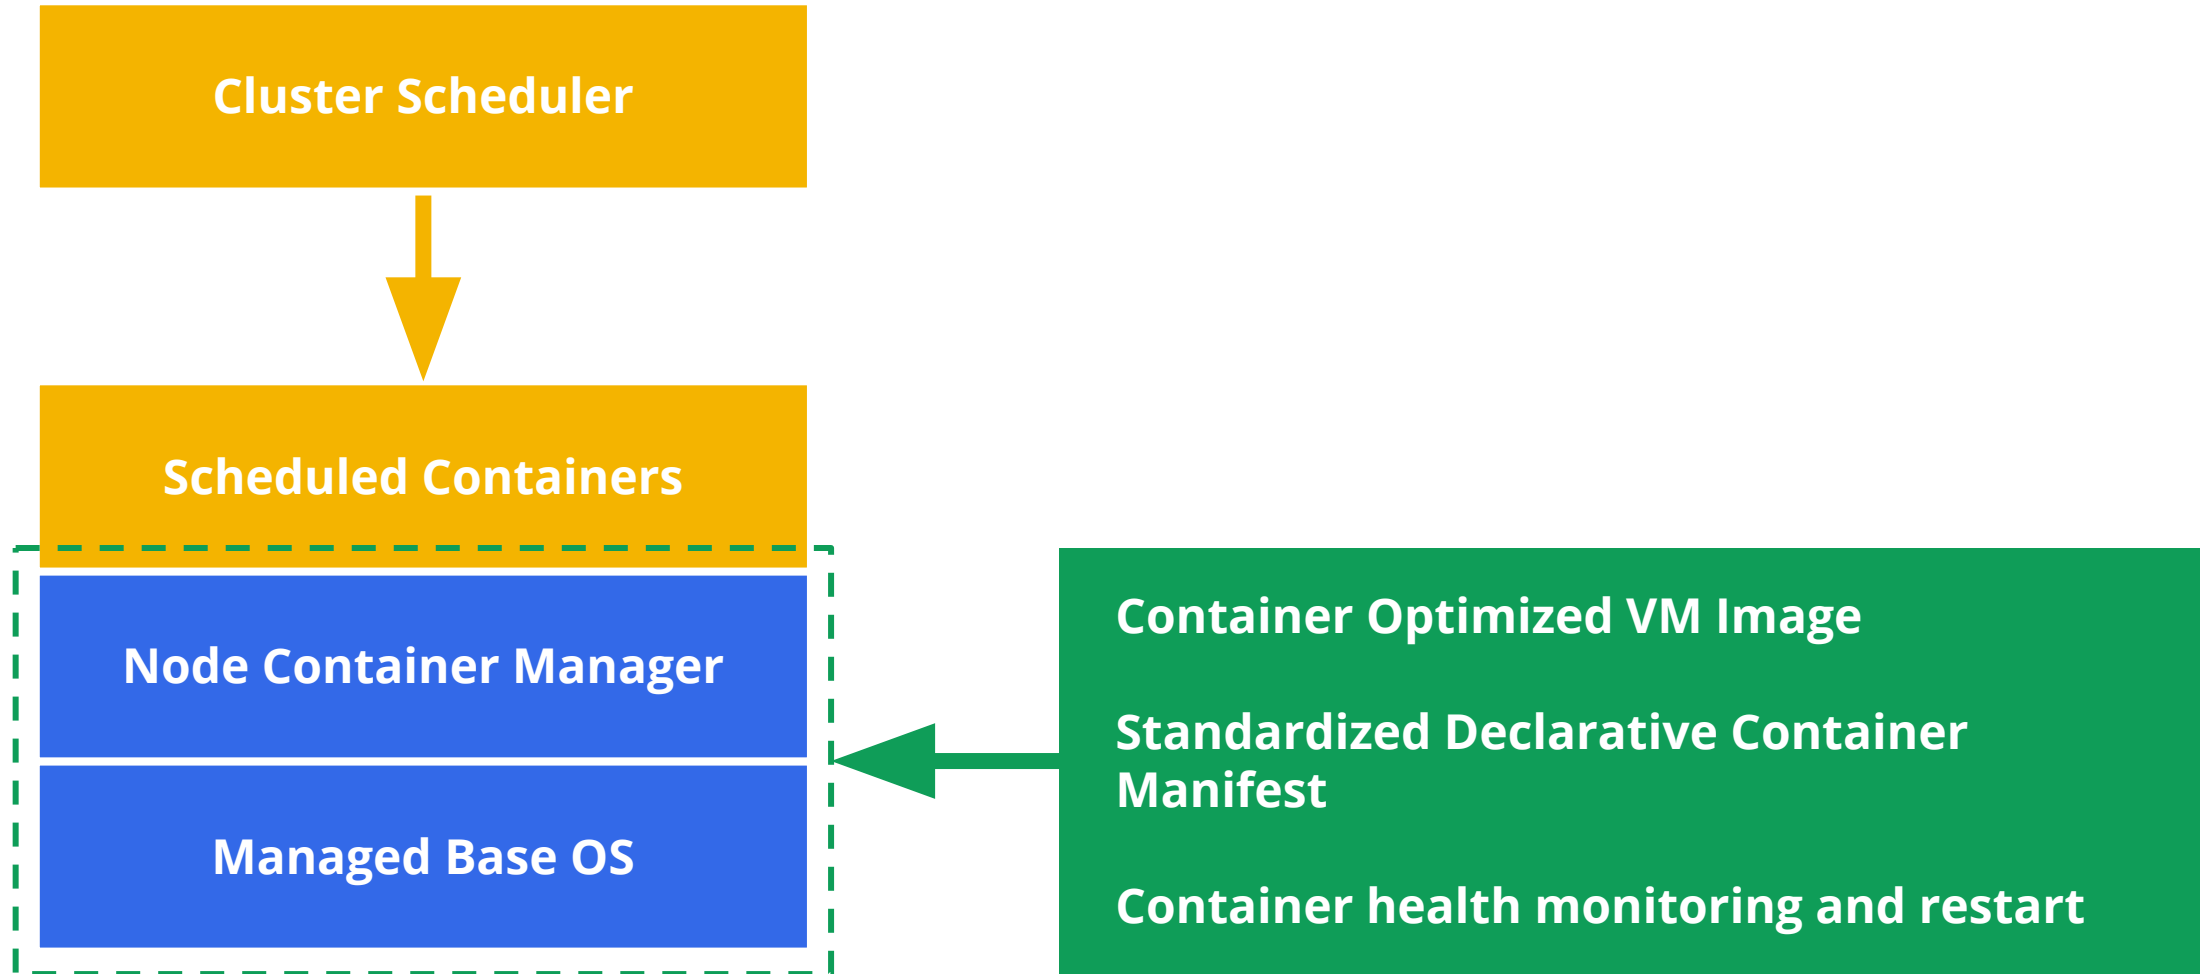 Cluster Scheduler
Scheduled Containers
Node Container Manager
Managed Base OS
Container Optimized VM Image
Standardized Declarative Container
Manifest
Container health monitoring and restart